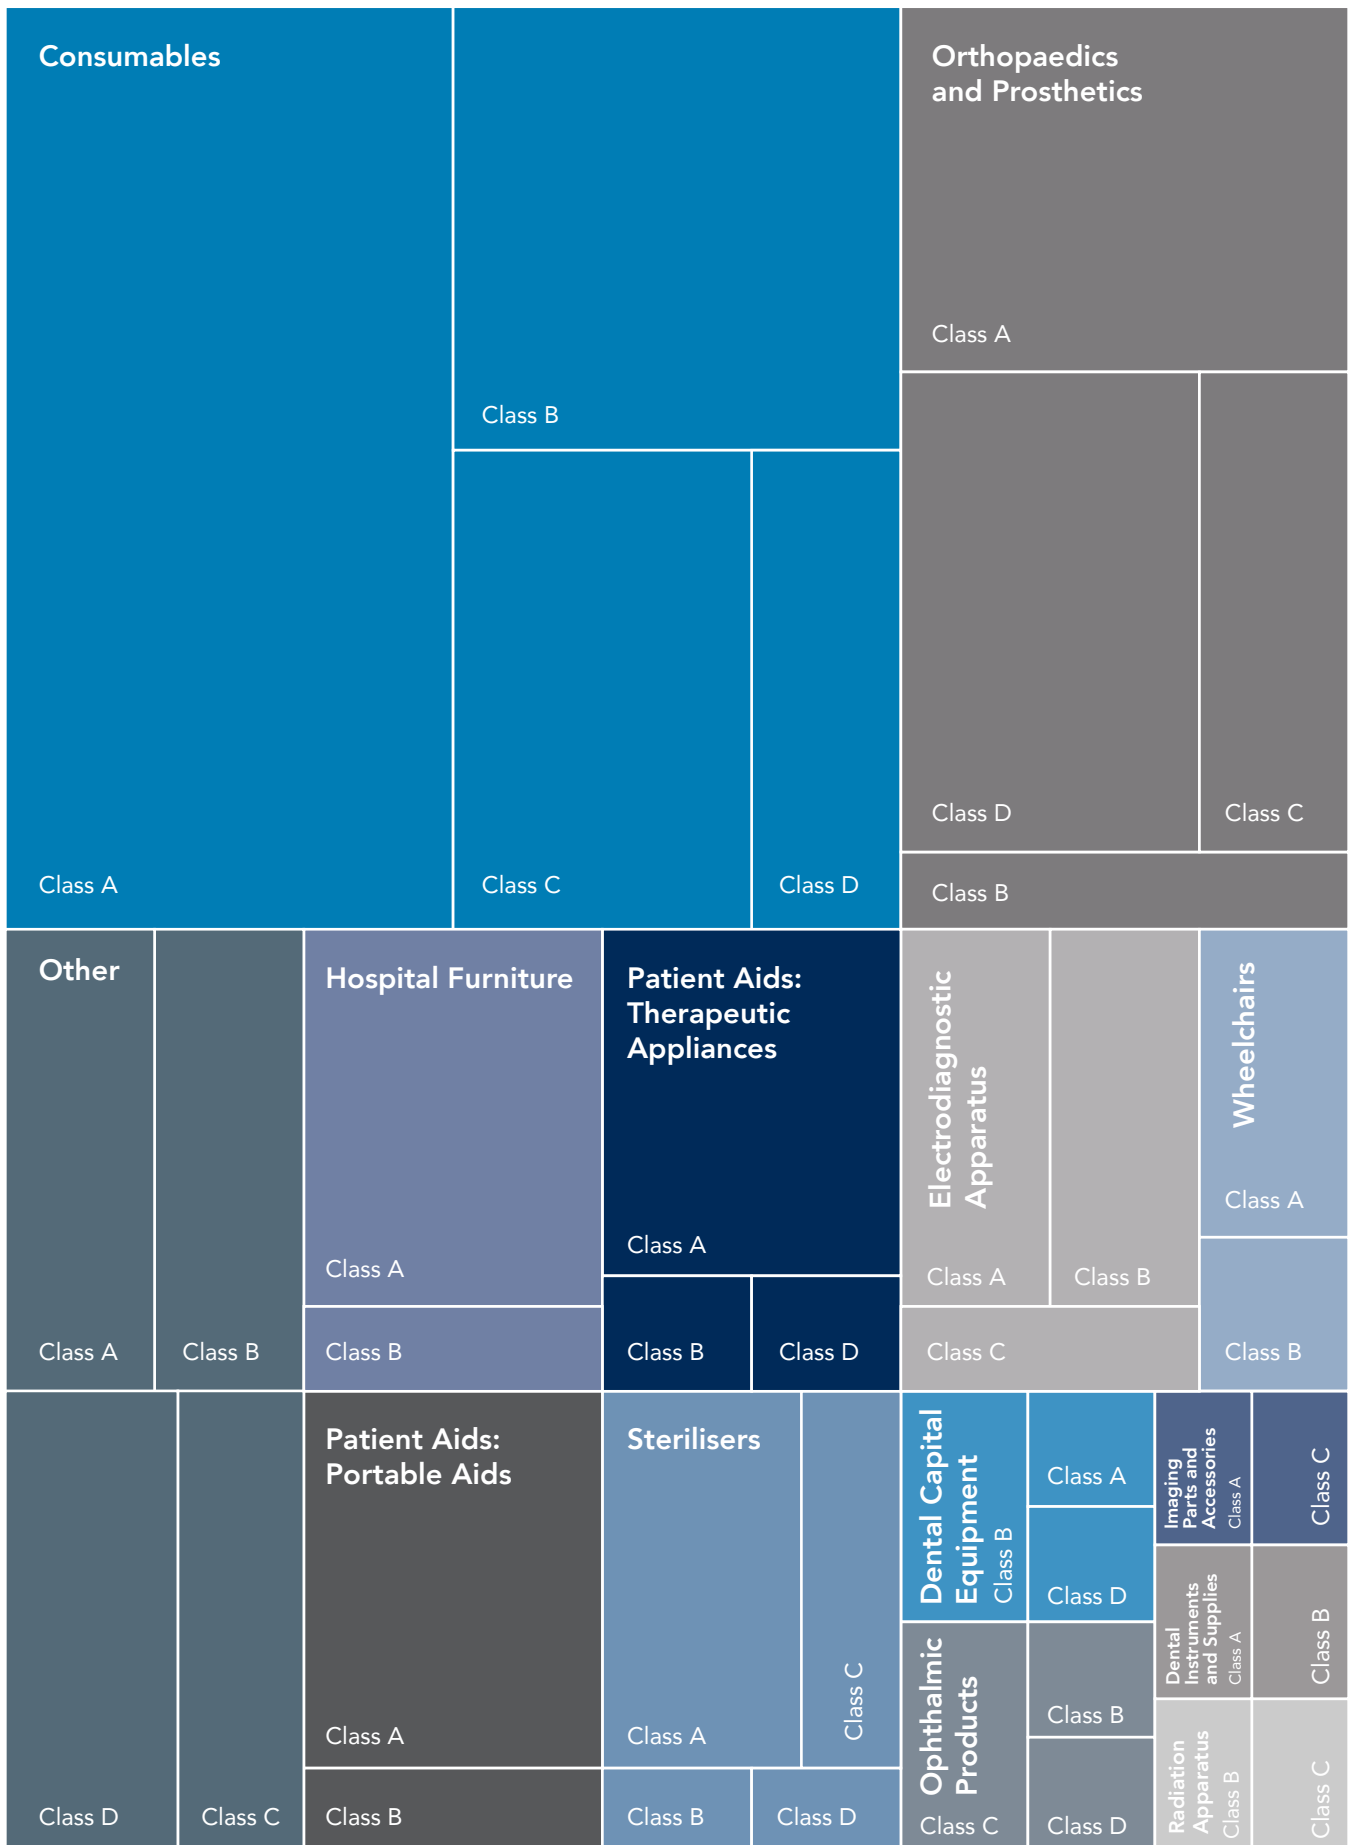 Consumables
Class A
Class B
Class C
Class D
Orthopaedics
and Prosthetics
Class A
Class D
Class C
Class B
Other
Class A
Class B
Class D
Class C
Hospital Furniture
Class A
Class B
Patient Aids:
Therapeutic
Appliances
Class A
Class B
Class D
Electrodiagnostic
Apparatus
Class A
Class B
Class C
Wheelchairs
Class A
Class B
Patient Aids:
Portable Aids
Class A
Class B
Sterilisers
Class A
Class C
Class B
Class D
Dental Capital
Equipment
Class B
Class A
Class D
Ophthalmic
Products
Class C
Class B
Class D
Imaging
Parts and
Accessories
Class A
Class C
Dental
Instruments
and Supplies
Class A
Class B
Radiation
Apparatus
Class B
Class C